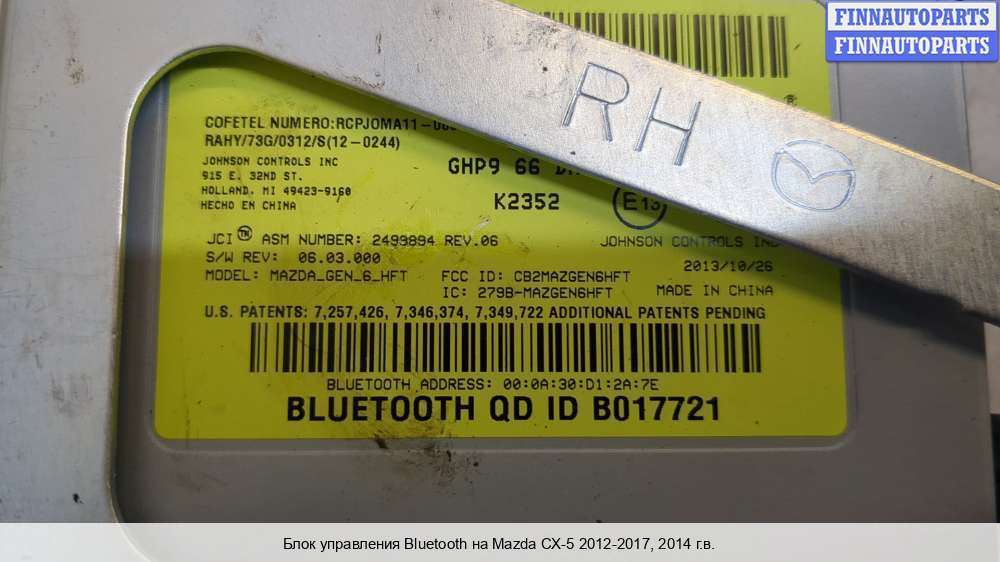 FINNAUTOPARTS
FINNAUTOPARTS
RH
COFETEL NUMERO:RCPJOMA11-
RAHY/73G/0312/S(12-0244)
JOHNSON CONTROLS INC
915 E. 32ND ST.
HOLLAND, MI 49423-9160
HECHO EN CHINA
GHP9 66
K2352
E13
JCI™ ASM NUMBER: 2499894 REV.06
S/W REV: 06.03.000
MODEL: MAZDA_GEN_6_HFT
FCC ID: CB2MAZGEN6HFT
IC: 279B-MAZGEN6HFT
JOHNSON CONTROLS INC
2013/10/26
MADE IN CHINA
U.S. PATENTS: 7,257,426, 7,346,374, 7,349,722 ADDITIONAL PATENTS PENDING
BLUETOOTH ADDRESS: 00:0A:30:D1:2A:7E
BLUETOOTH QD ID B017721
Блок управления Bluetooth на Mazda CX-5 2012-2017, 2014 г.в.